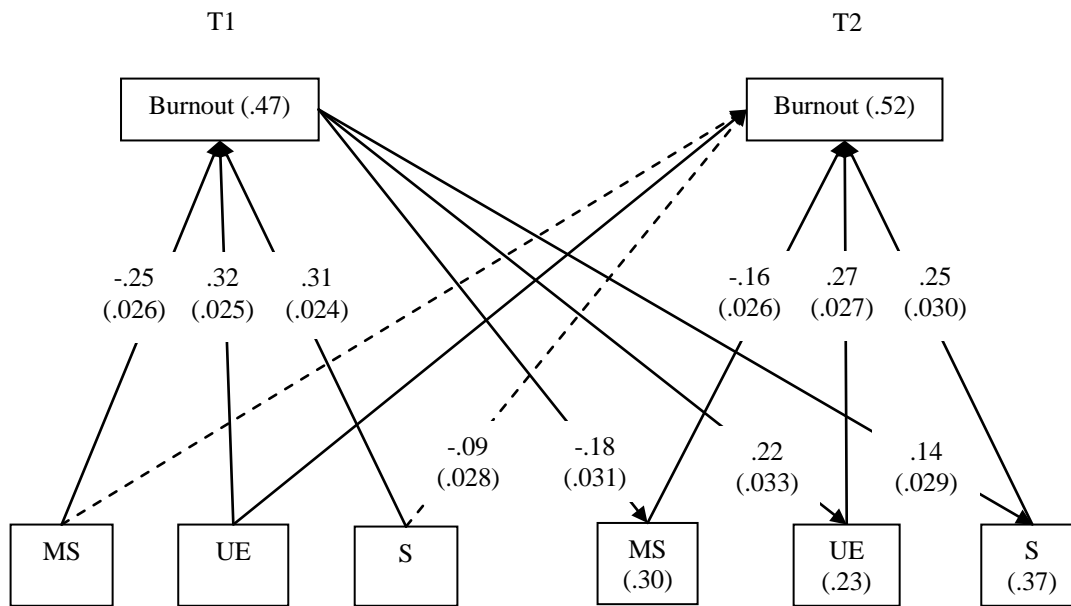 T1 T2
Burnout (.47) Burnout (.52)
-.25 .32 .31 -.16 .27 .25
(.026) (.025) (.024) (.026) (.027) (.030)
-.09 -.18 .22 .14
(.028) (.031) (.033) (.029)
MS UE S MS UE S
(.30) (.23) (.37)